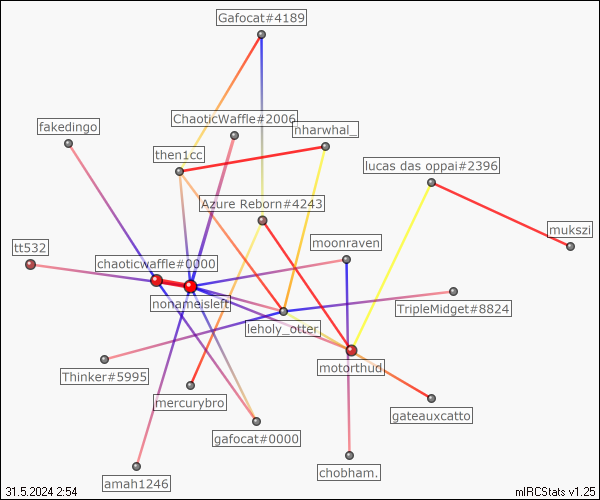 Gafocat#4189
ChaoticWaffle#2006
fakedingo
nharwhal_
then1cc
lucas das oppai#2396
Azure Reborn#4243
mukszi
tt532
moonraven
chaoticwaffle#0000
nonameisleft
TripleMidget#8824
leholy_otter
Thinker#5995
motorthud
mercurybro
gateauxcatto
gafocat#0000
chobham.
amah1246
31.5.2024 2:54
mIRCStats v1.25